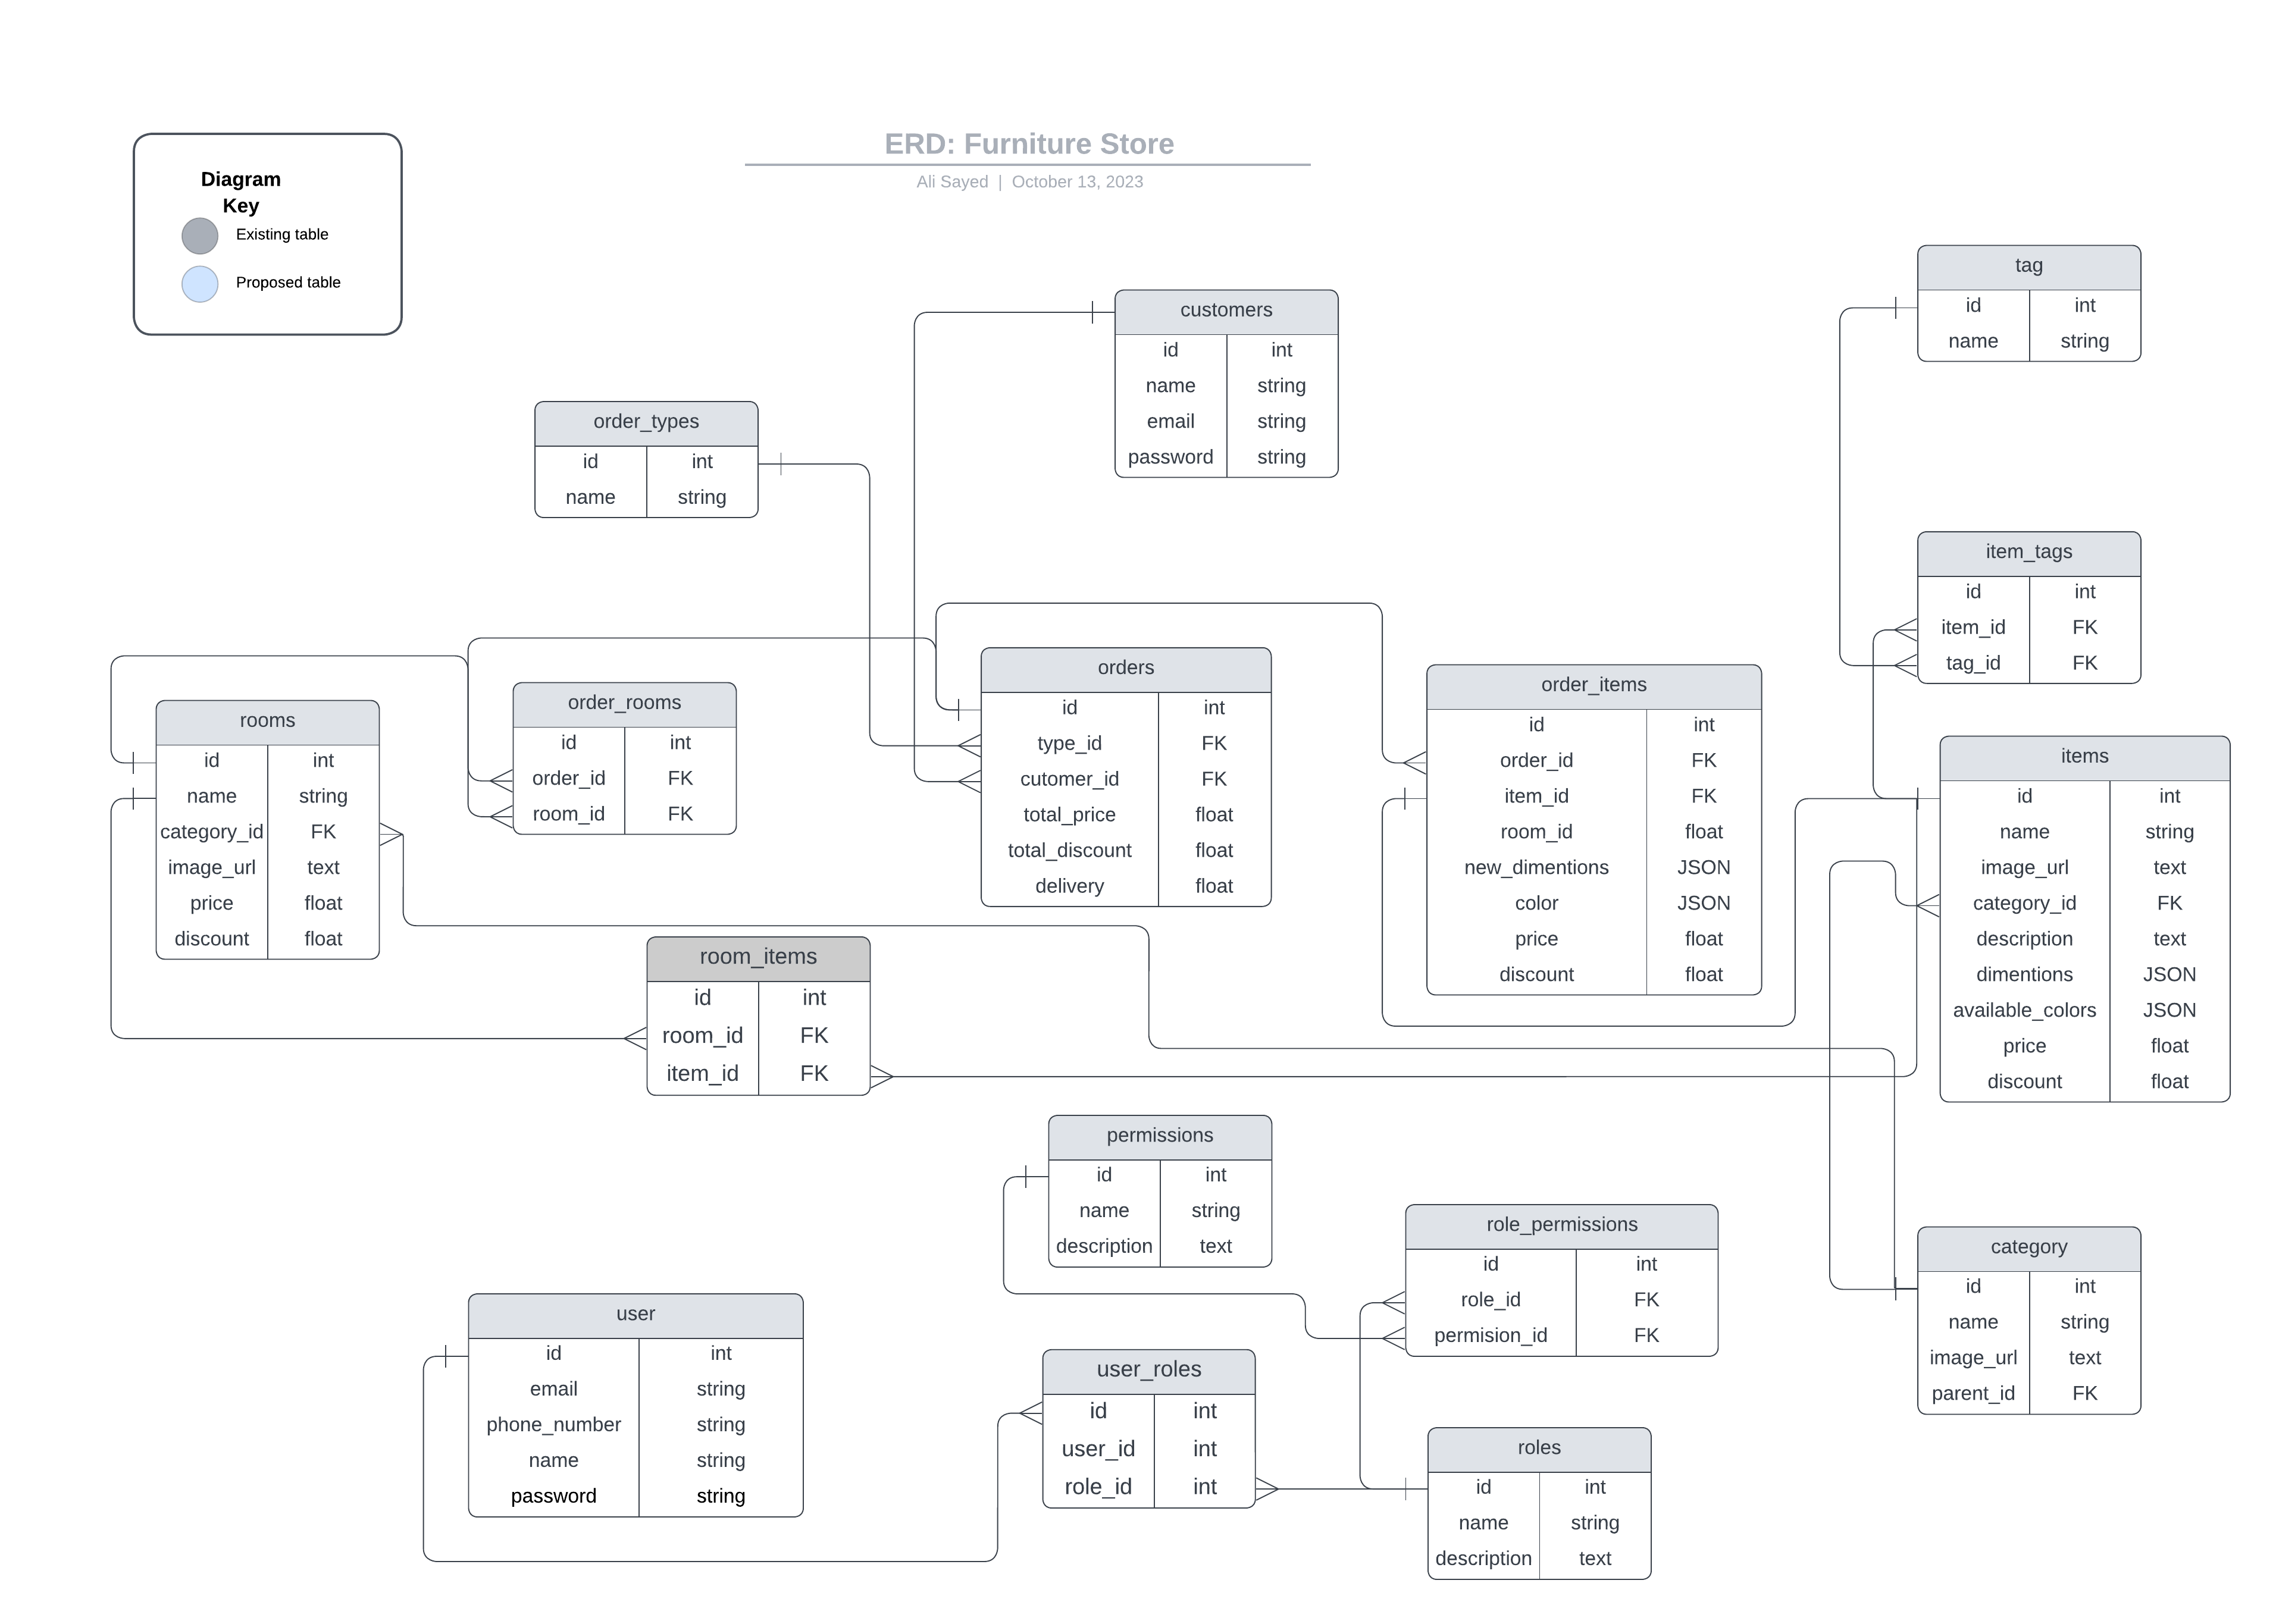 ERD: Furniture Store
Ali Sayed | October 13, 2023
Diagram
Key
Existing table
Proposed table
tag
id int
name string
customers
id int
name string
email string
password string
order_types
id int
name string
item_tags
id int
item_id FK
tag_id FK
orders
id int
type_id FK
cutomer_id FK
total_price float
total_discount float
delivery float
order_items
id int
order_id FK
item_id FK
room_id float
new_dimentions JSON
color JSON
price float
discount float
order_rooms
id int
order_id FK
room_id FK
rooms
id int
name string
category_id FK
image_url text
price float
discount float
items
id int
name string
image_url text
category_id FK
description text
dimentions JSON
available_colors JSON
price float
discount float
room_items
id int
room_id FK
item_id FK
permissions
id int
name string
description text
role_permissions
id int
role_id FK
permision_id FK
category
id int
name string
image_url text
parent_id FK
user
id int
email string
phone_number string
name string
password string
user_roles
id int
user_id int
role_id int
roles
id int
name string
description text